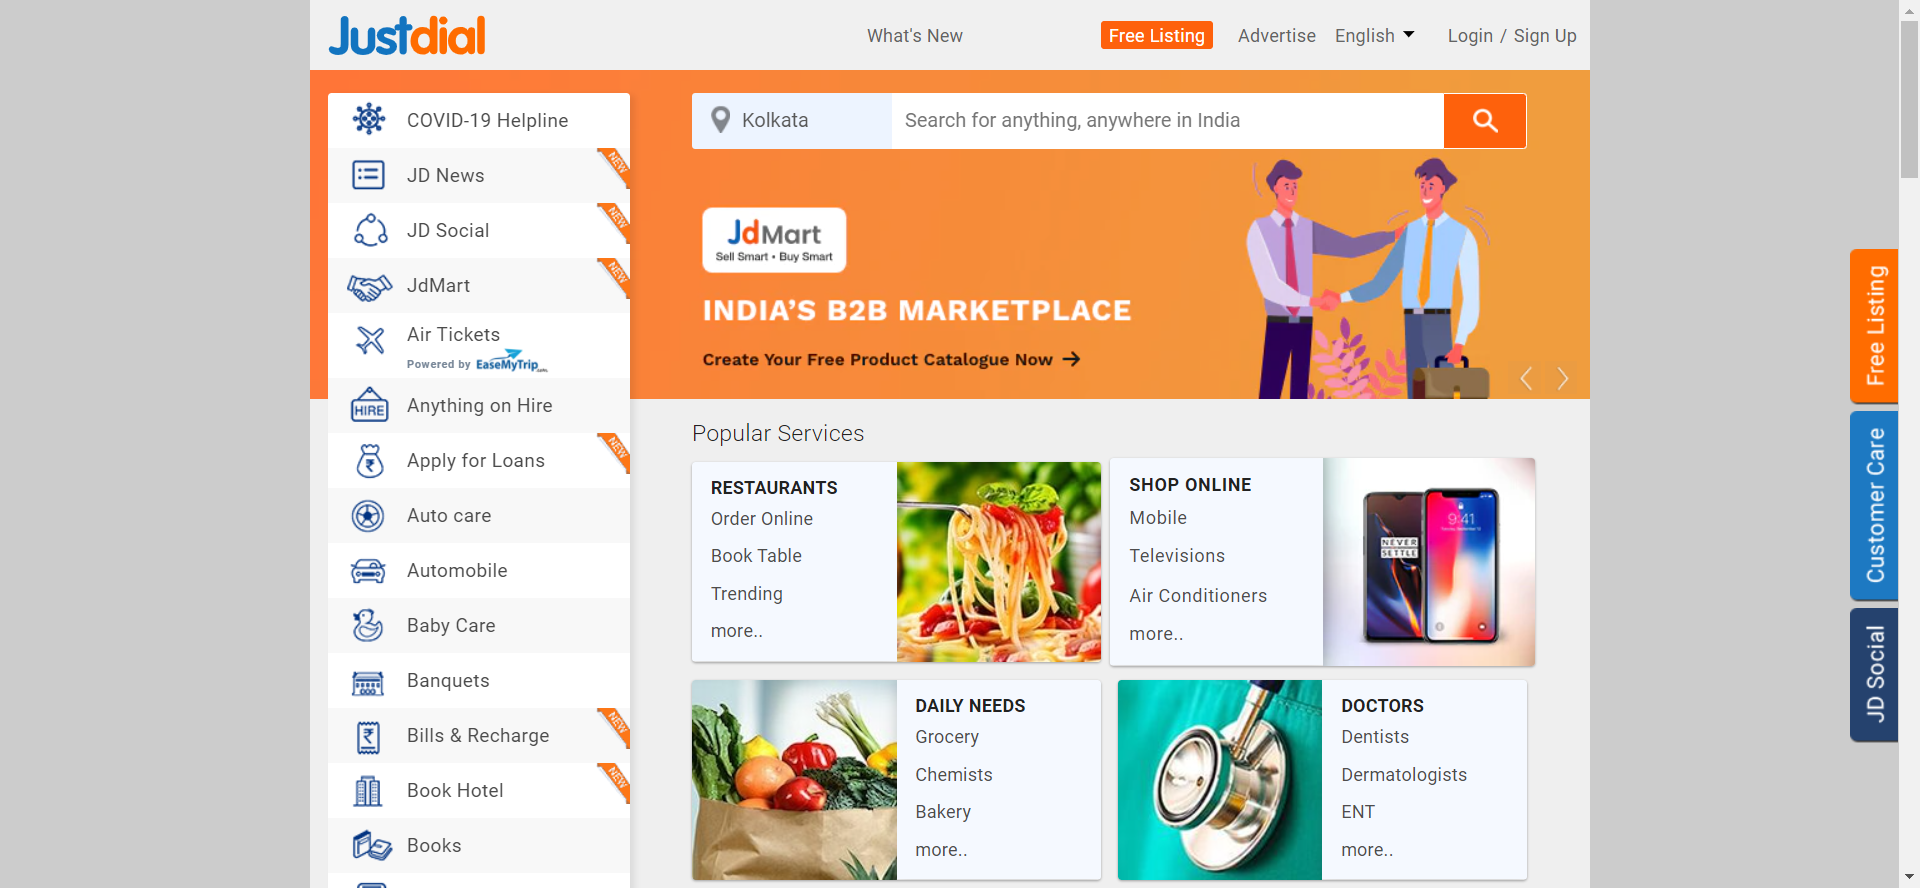 Justdial
What's New
Free Listing
Advertise
English
Login / Sign Up
COVID-19 Helpline
JD News
NEW
JD Social
NEW
JdMart
NEW
Air Tickets
Powered by EaseMyTrip.com
Anything on Hire
HIRE
Apply for Loans
NEW
Auto care
Automobile
Baby Care
Banquets
Bills & Recharge
NEW
Book Hotel
NEW
Books
Kolkata
Search for anything, anywhere in India
JdMart
Sell Smart • Buy Smart
INDIA'S B2B MARKETPLACE
Create Your Free Product Catalogue Now →
Popular Services
RESTAURANTS
Order Online
Book Table
Trending
more..
SHOP ONLINE
Mobile
Televisions
Air Conditioners
more..
NEVER
SETTLE
9:41
DAILY NEEDS
Grocery
Chemists
Bakery
more..
DOCTORS
Dentists
Dermatologists
ENT
more..
Free Listing
Customer Care
JD Social